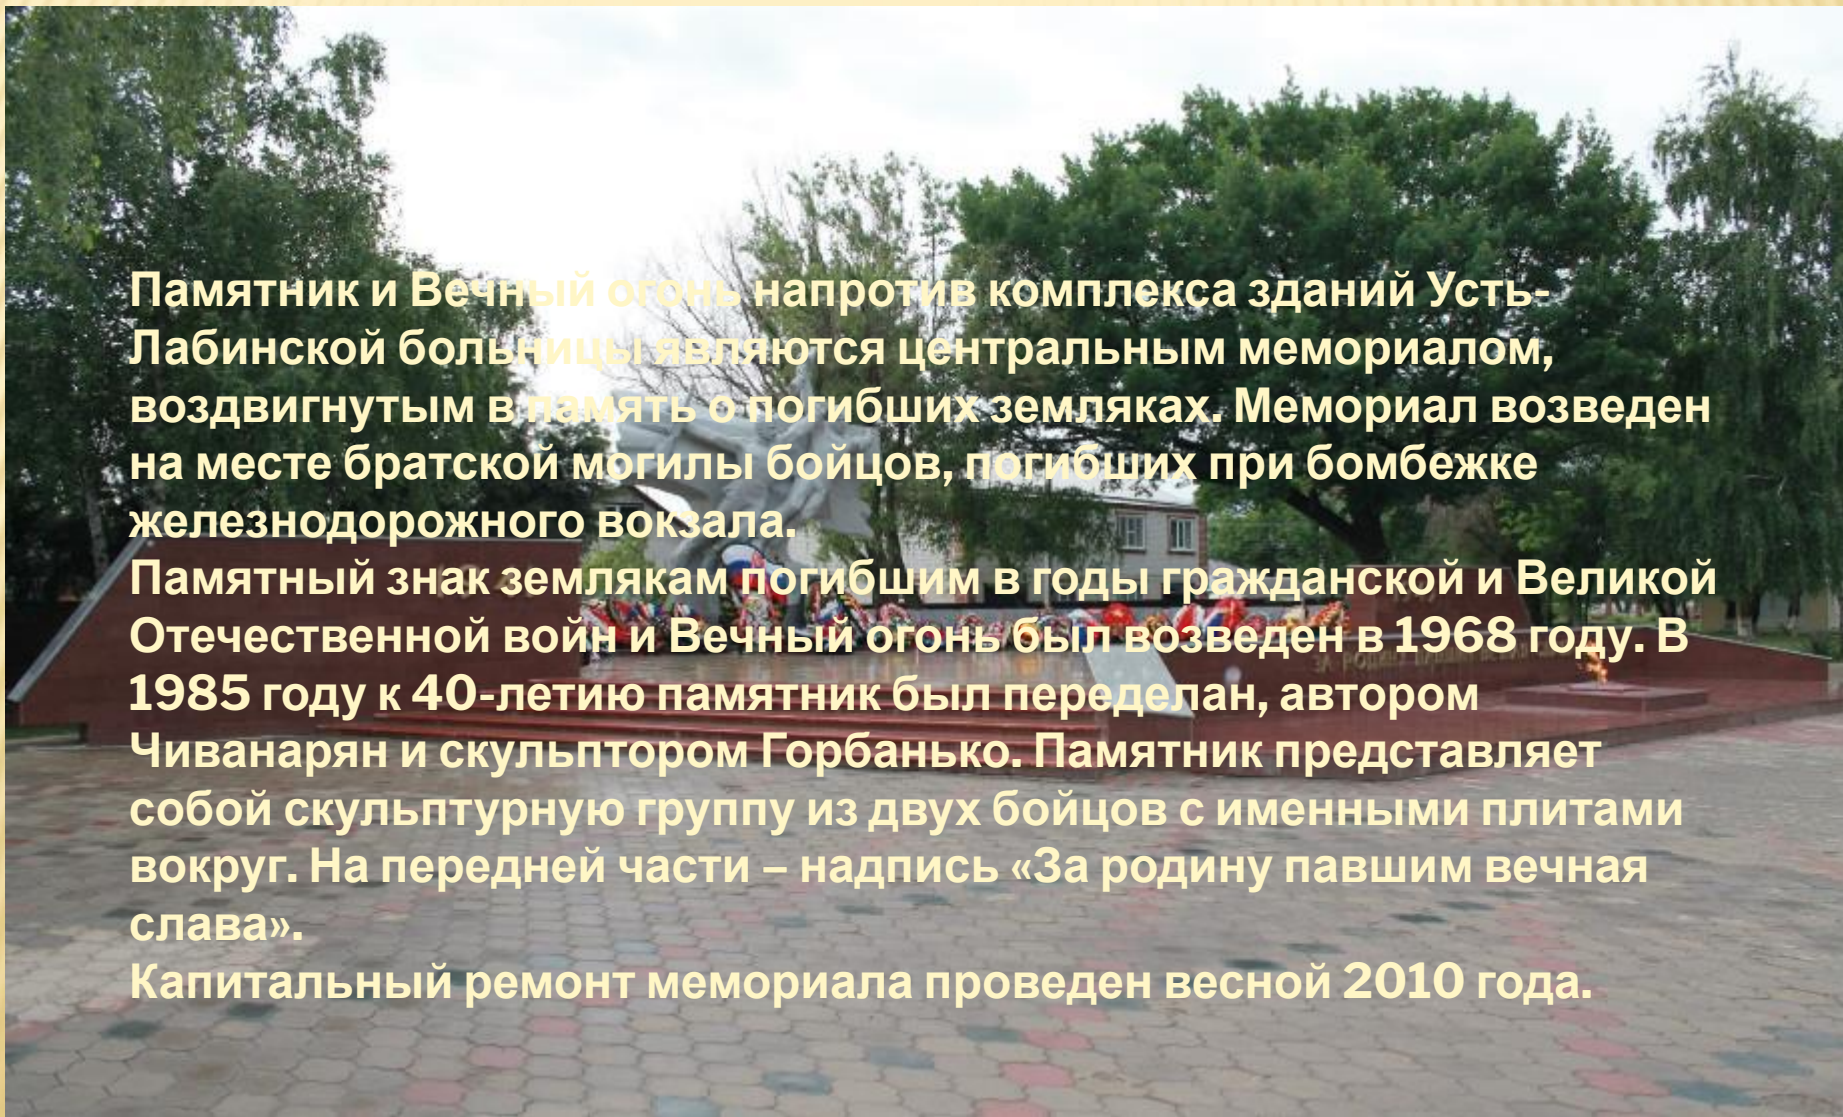 Памятник и Вечный огонь напротив комплекса зданий Усть-
Лабинской больницы являются центральным мемориалом,
воздвигнутым в память о погибших земляках. Мемориал возведен
на месте братской могилы бойцов, погибших при бомбежке
железнодорожного вокзала.
Памятный знак землякам погибшим в годы гражданской и Великой
Отечественной войн и Вечный огонь был возведен в 1968 году. В
1985 году к 40-летию памятник был переделан, автором
Чиванарян и скульптором Горбанько. Памятник представляет
собой скульптурную группу из двух бойцов с именными плитами
вокруг. На передней части – надпись «За родину павшим вечная
слава».
Капитальный ремонт мемориала проведен весной 2010 года.
ЗА РОДИНУ